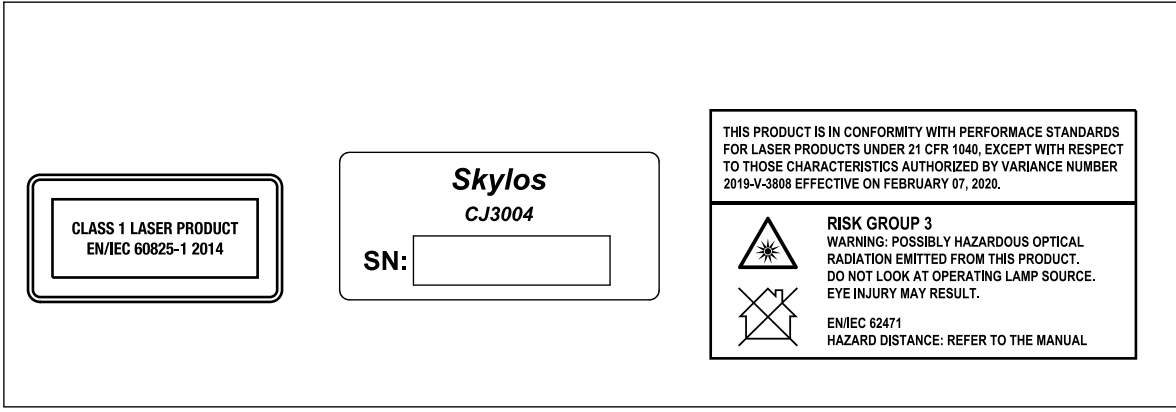 CLASS 1 LASER PRODUCT
EN/IEC 60825-1 2014
Skylos
CJ3004
SN:
THIS PRODUCT IS IN CONFORMITY WITH PERFORMACE STANDARDS
FOR LASER PRODUCTS UNDER 21 CFR 1040, EXCEPT WITH RESPECT
TO THOSE CHARACTERISTICS AUTHORIZED BY VARIANCE NUMBER
2019-V-3808 EFFECTIVE ON FEBRUARY 07, 2020.
RISK GROUP 3
WARNING: POSSIBLY HAZARDOUS OPTICAL
RADIATION EMITTED FROM THIS PRODUCT.
DO NOT LOOK AT OPERATING LAMP SOURCE.
EYE INJURY MAY RESULT.
EN/IEC 62471
HAZARD DISTANCE: REFER TO THE MANUAL